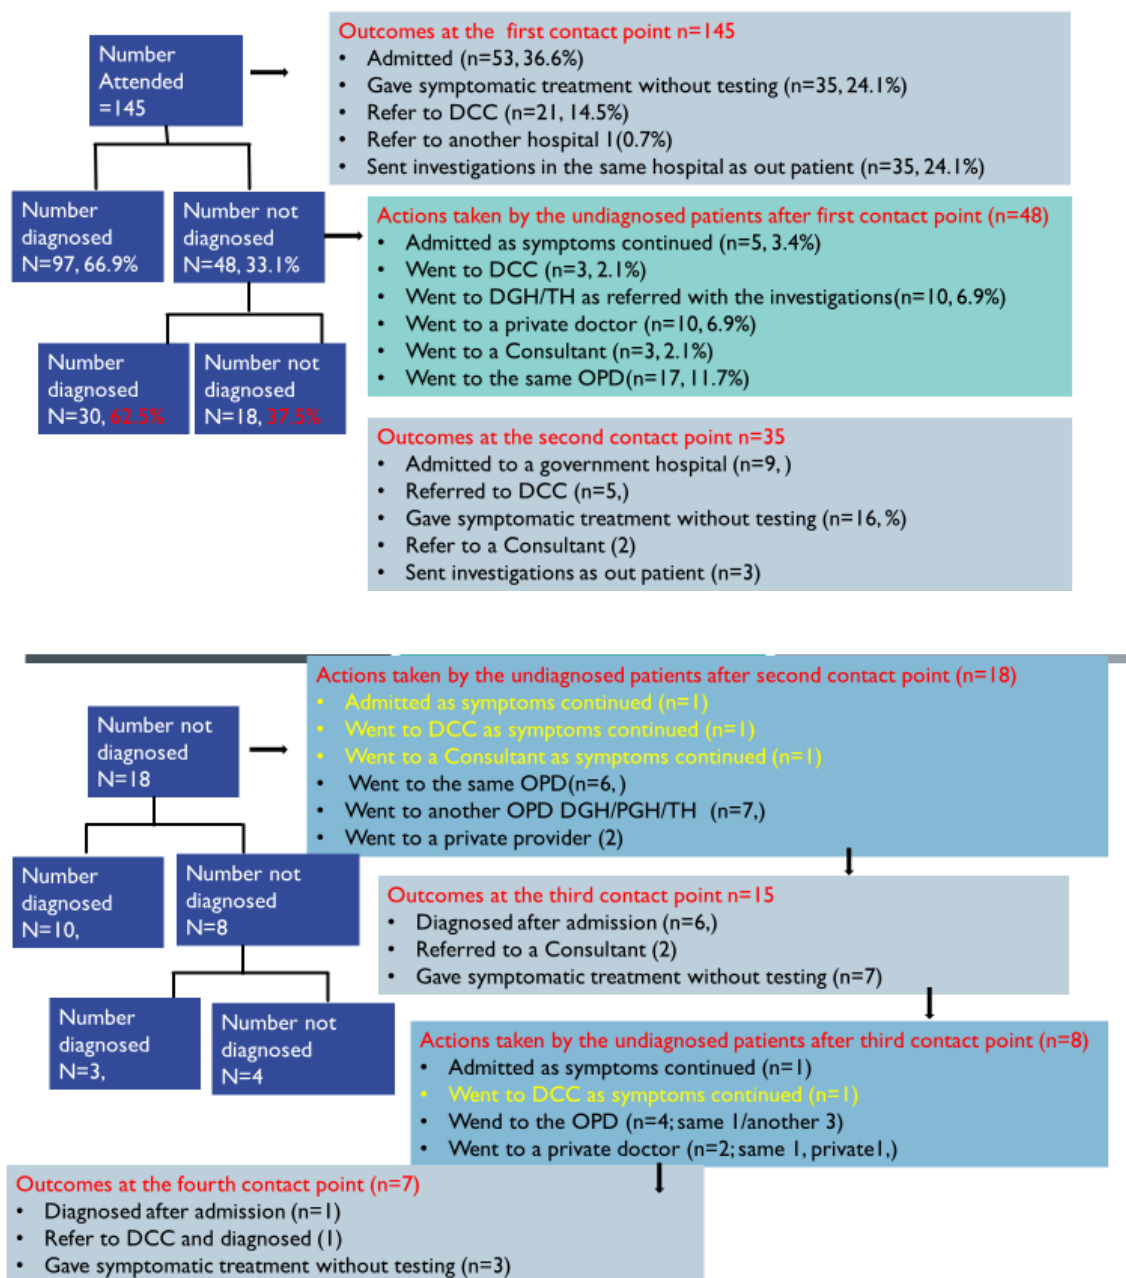 Number
Attended
=145
Outcomes at the first contact point n=145
• Admitted (n=53, 36.6%)
• Gave symptomatic treatment without testing (n=35, 24.1%)
• Refer to DCC (n=21, 14.5%)
• Refer to another hospital 1(0.7%)
• Sent investigations in the same hospital as out patient (n=35, 24.1%)
Number
diagnosed
N=97, 66.9%
Number not
diagnosed
N=48, 33.1%
Actions taken by the undiagnosed patients after first contact point (n=48)
• Admitted as symptoms continued (n=5, 3.4%)
• Went to DCC (n=3, 2.1%)
• Went to DGH/TH as referred with the investigations(n=10, 6.9%)
• Went to a private doctor (n=10, 6.9%)
• Went to a Consultant (n=3, 2.1%)
• Went to the same OPD(n=17, 11.7%)
Number
diagnosed
N=30, 62.5%
Number not
diagnosed
N=18, 37.5%
Outcomes at the second contact point n=35
• Admitted to a government hospital (n=9, )
• Referred to DCC (n=5,)
• Gave symptomatic treatment without testing (n=16, %)
• Refer to a Consultant (2)
• Sent investigations as out patient (n=3)
Actions taken by the undiagnosed patients after second contact point (n=18)
• Admitted as symptoms continued (n=1)
• Went to DCC as symptoms continued (n=1)
• Went to a Consultant as symptoms continued (n=1)
• Went to the same OPD(n=6, )
• Went to another OPD DGH/PGH/TH (n=7,)
• Went to a private provider (2)
Number not
diagnosed
N=18
Number
diagnosed
N=10,
Number not
diagnosed
N=8
Outcomes at the third contact point n=15
• Diagnosed after admission (n=6,)
• Referred to a Consultant (2)
• Gave symptomatic treatment without testing (n=7)
Number
diagnosed
N=3,
Number not
diagnosed
N=4
Actions taken by the undiagnosed patients after third contact point (n=8)
• Admitted as symptoms continued (n=1)
• Went to DCC as symptoms continued (n=1)
• Wend to the OPD (n=4; same 1/another 3)
• Went to a private doctor (n=2; same 1, private1,)
Outcomes at the fourth contact point (n=7)
• Diagnosed after admission (n=1)
• Refer to DCC and diagnosed (1)
• Gave symptomatic treatment without testing (n=3)